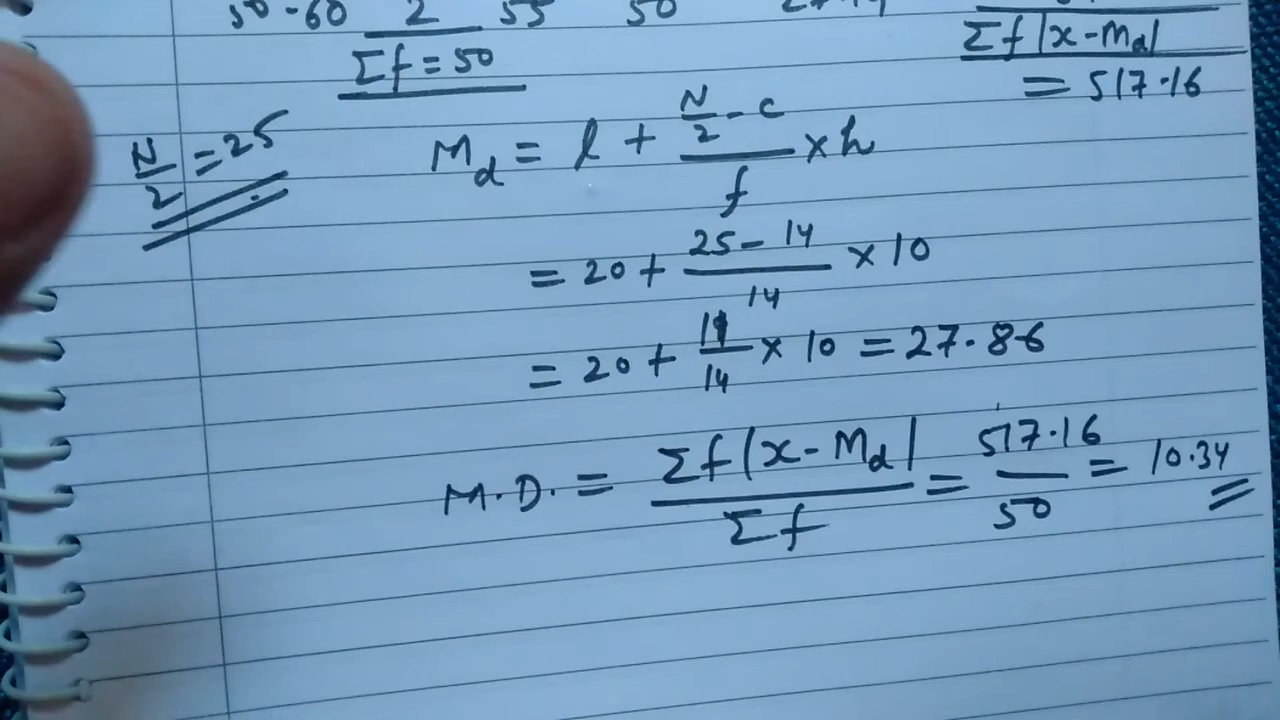 50-60 2 55 50
Σf = 50
Σf|x-Md|
= 517.16
N/2 = 25
Md = l + (N/2 - c)/f × h
= 20 + (25-14)/14 × 10
= 20 + 11/14 × 10 = 27.86
M.D. = Σf|x-Md|/Σf = 517.16/50 = 10.34